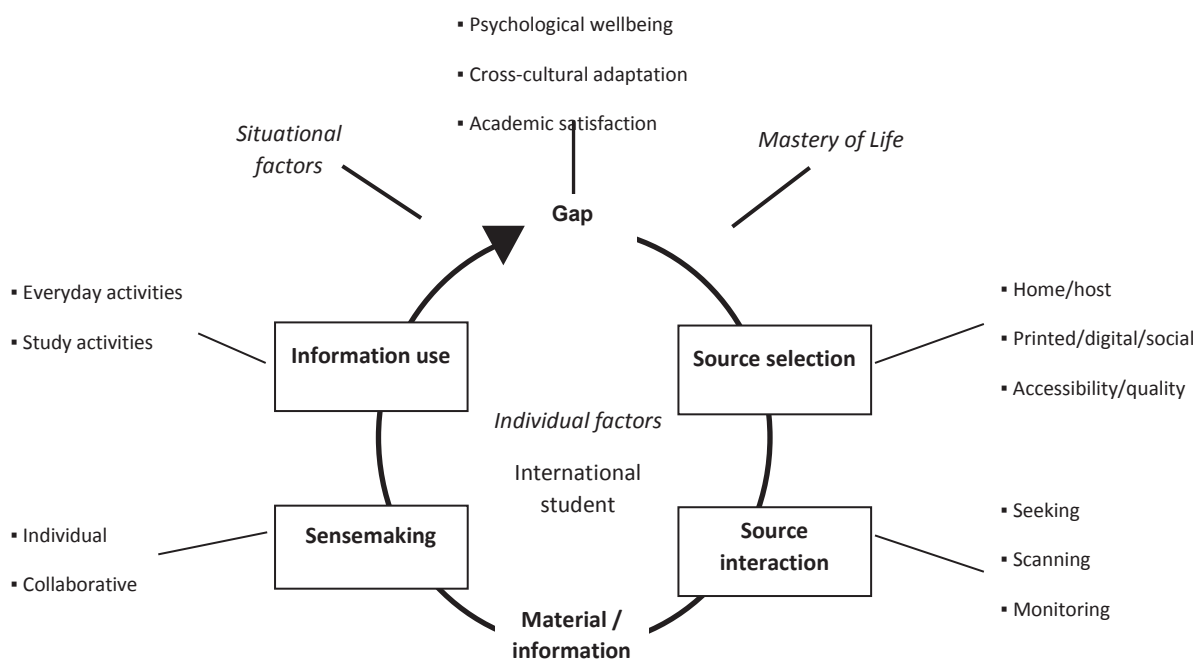 ▪ Psychological wellbeing
▪ Cross-cultural adaptation
▪ Academic satisfaction
Situational
factors
Mastery of Life
Gap
▪ Everyday activities
▪ Study activities
Information use
Source selection
▪ Home/host
▪ Printed/digital/social
▪ Accessibility/quality
Individual factors
International
student
▪ Individual
▪ Collaborative
Sensemaking
Source
interaction
▪ Seeking
▪ Scanning
▪ Monitoring
Material /
information